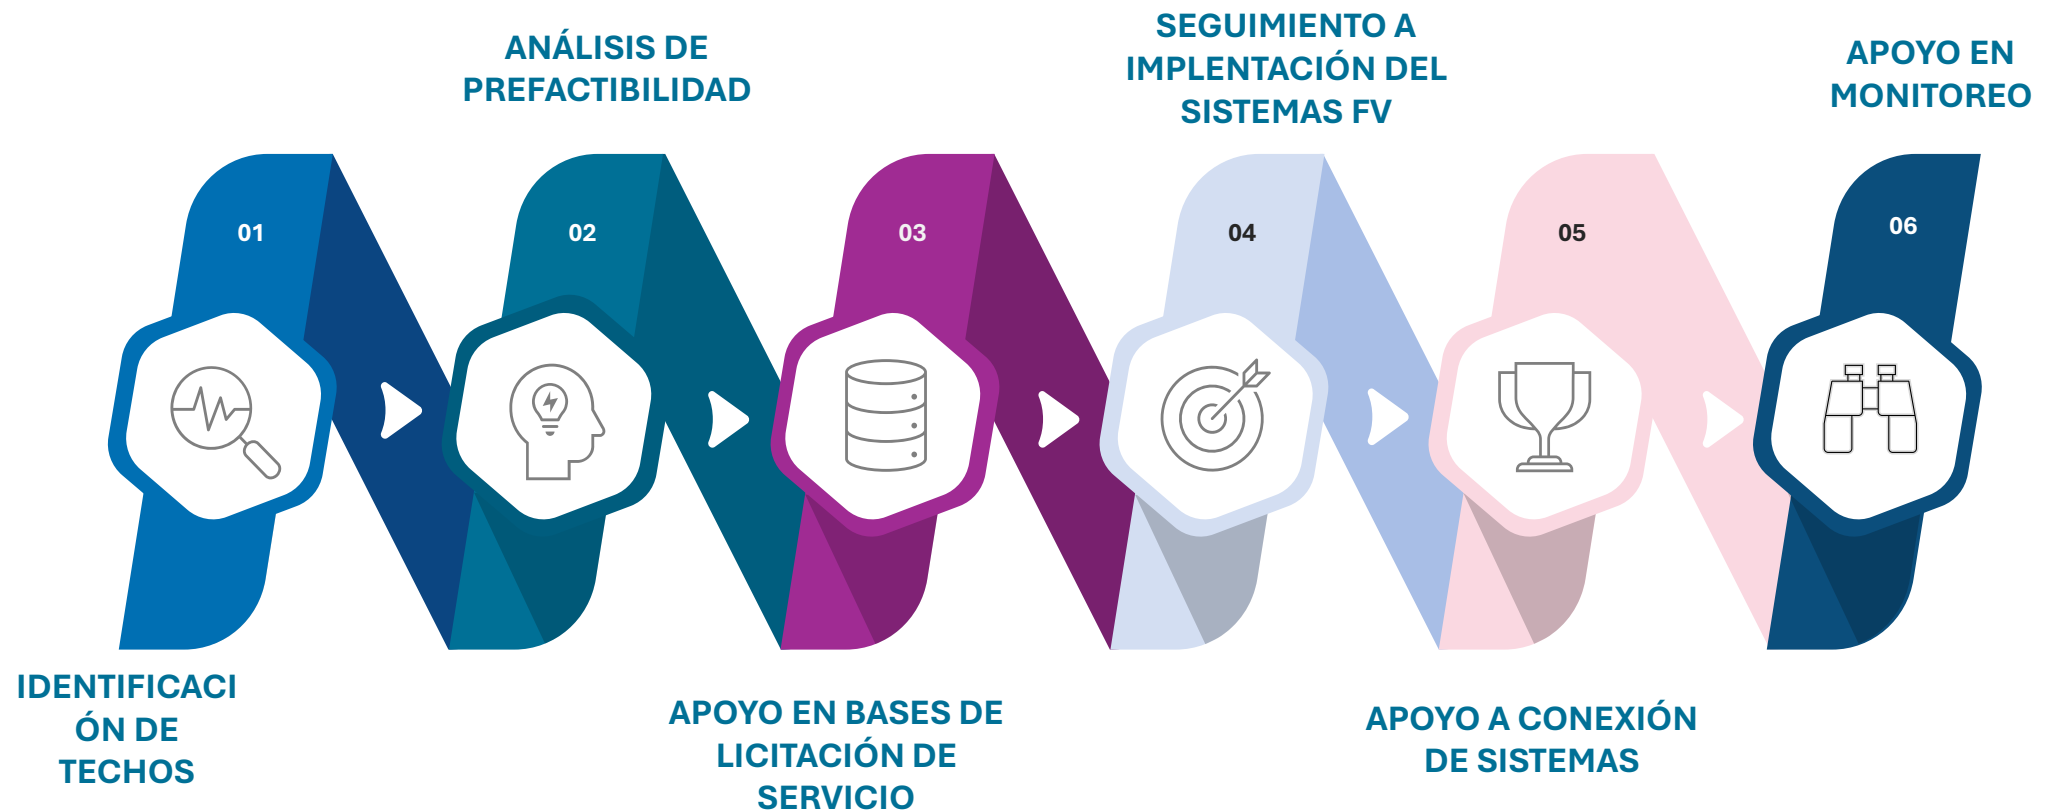 01
IDENTIFICACI
ÓN DE
TECHOS
ANÁLISIS DE
PREFACTIBILIDAD
02
03
APOYO EN BASES DE
LICITACIÓN DE
SERVICIO
SEGUIMIENTO A
IMPLENTACIÓN DEL
SISTEMAS FV
04
05
APOYO A CONEXIÓN
DE SISTEMAS
APOYO EN
MONITOREO
06